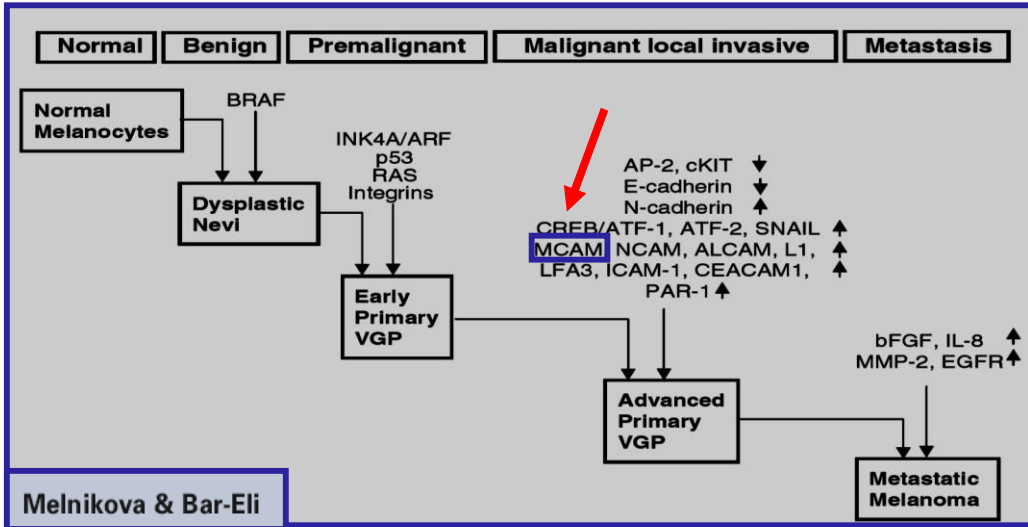 Normal Benign Premalignant Malignant local invasive Metastasis
Normal
Melanocytes
BRAF
Dysplastic
Nevi
INK4A/ARF
p53
RAS
Integrins
Early
Primary
VGP
AP-2, cKIT
E-cadherin
N-cadherin
CREB/ATF-1, ATF-2, SNAIL
MCAM NCAM, ALCAM, L1,
LFA3, ICAM-1, CEACAM1,
PAR-1
Advanced
Primary
VGP
bFGF, IL-8
MMP-2, EGFR
Metastatic
Melanoma
Melnikova & Bar-Eli